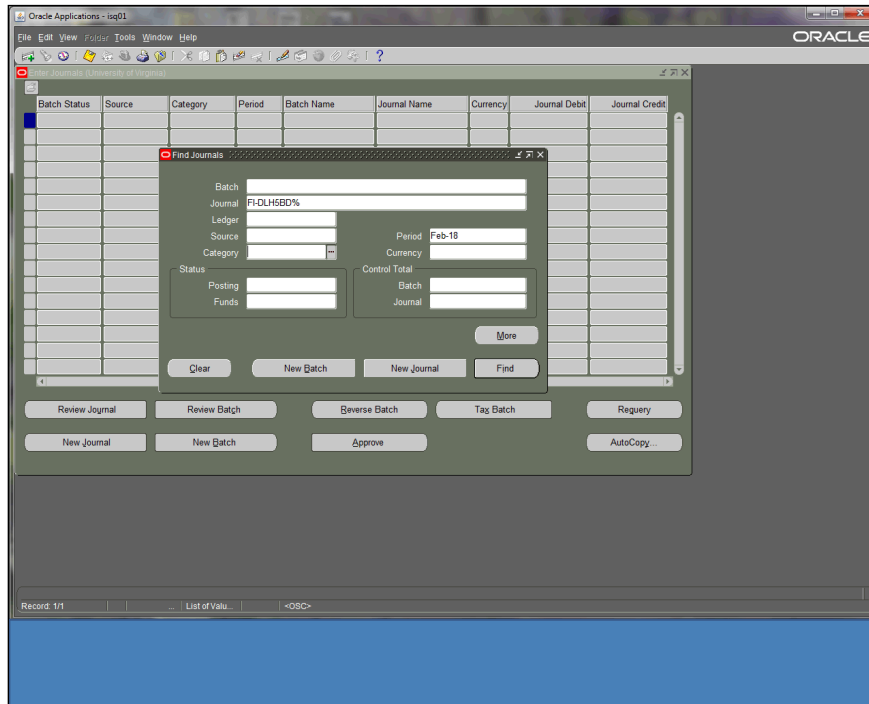 Oracle Applications - isq01
File Edit View Folder Tools Window Help
ORACLE
Enter Journals (University of Virginia)
Batch Status Source Category Period Batch Name Journal Name Currency Journal Debit Journal Credit
Find Journals
Batch
Journal FI-DLH5BD%
Ledger
Source Period Feb-18
Category ... Currency
Status Control Total
Posting Batch
Funds Journal
More
Clear New Batch New Journal Find
Review Journal Review Batch Reverse Batch Tax Batch Requery
New Journal New Batch Approve AutoCopy...
Record: 1/1 ... List of Valu... <OSC>